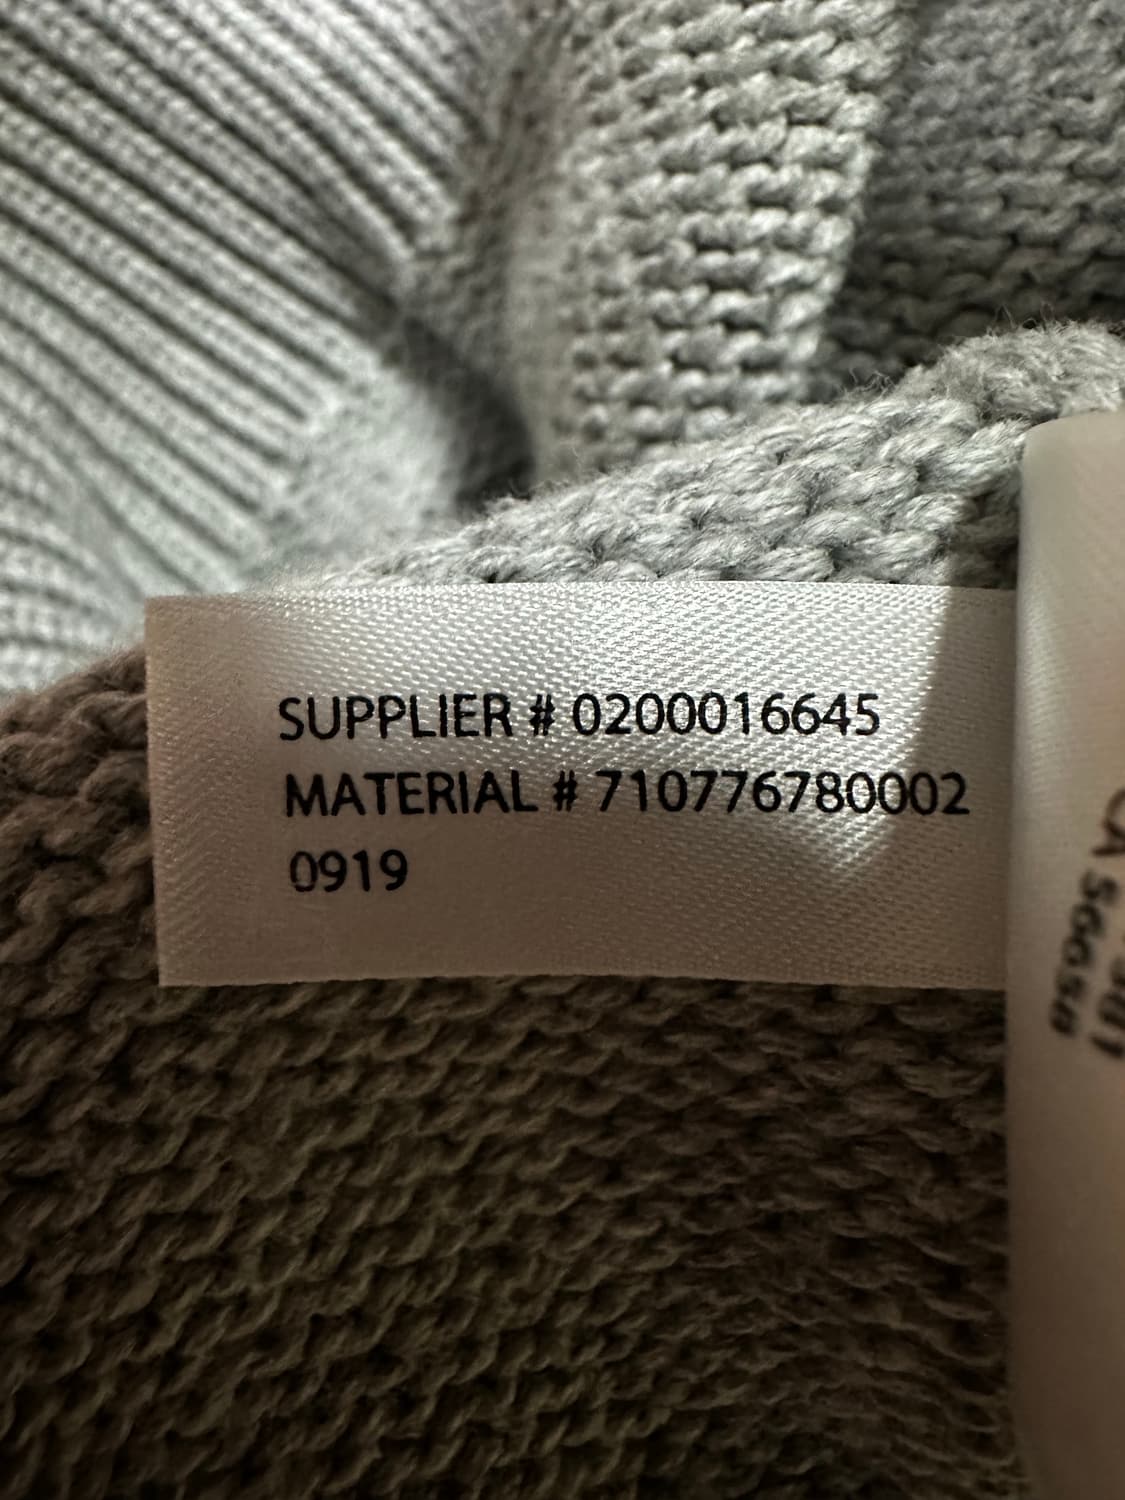 SUPPLIER # 0200016645
MATERIAL # 710776780002
0919